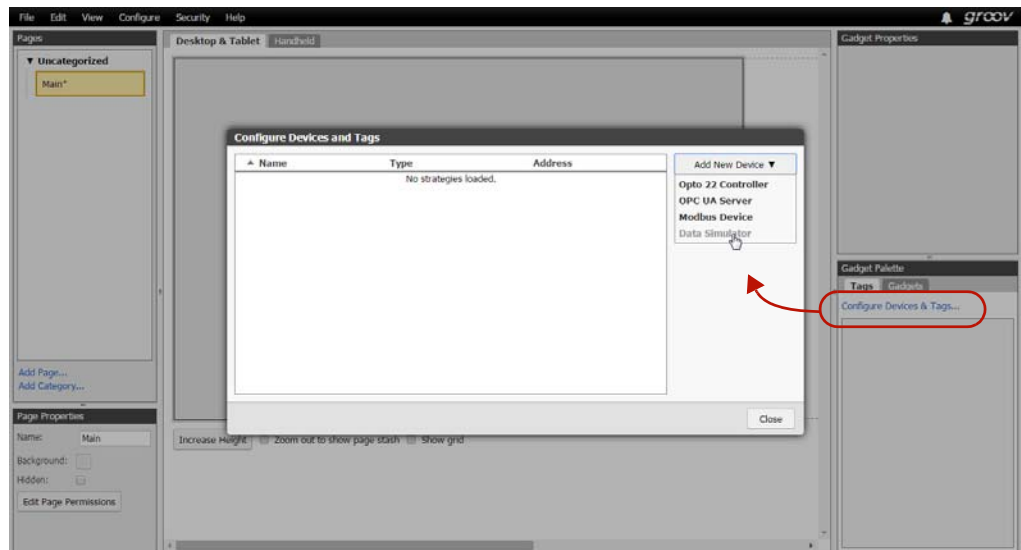 File Edit View Configure Security Help
groov
Pages
▼ Uncategorized
Main*
Add Page...
Add Category...
Page Properties
Name: Main
Background:
Hidden:
Edit Page Permissions
Desktop & Tablet Handheld
Configure Devices and Tags
Name Type Address
No strategies loaded.
Add New Device ▼
Opto 22 Controller
OPC UA Server
Modbus Device
Data Simulator
Close
Increase Height Zoom out to show page stash Show grid
Gadget Properties
Gadget Palette
Tags Gadgets
Configure Devices & Tags...